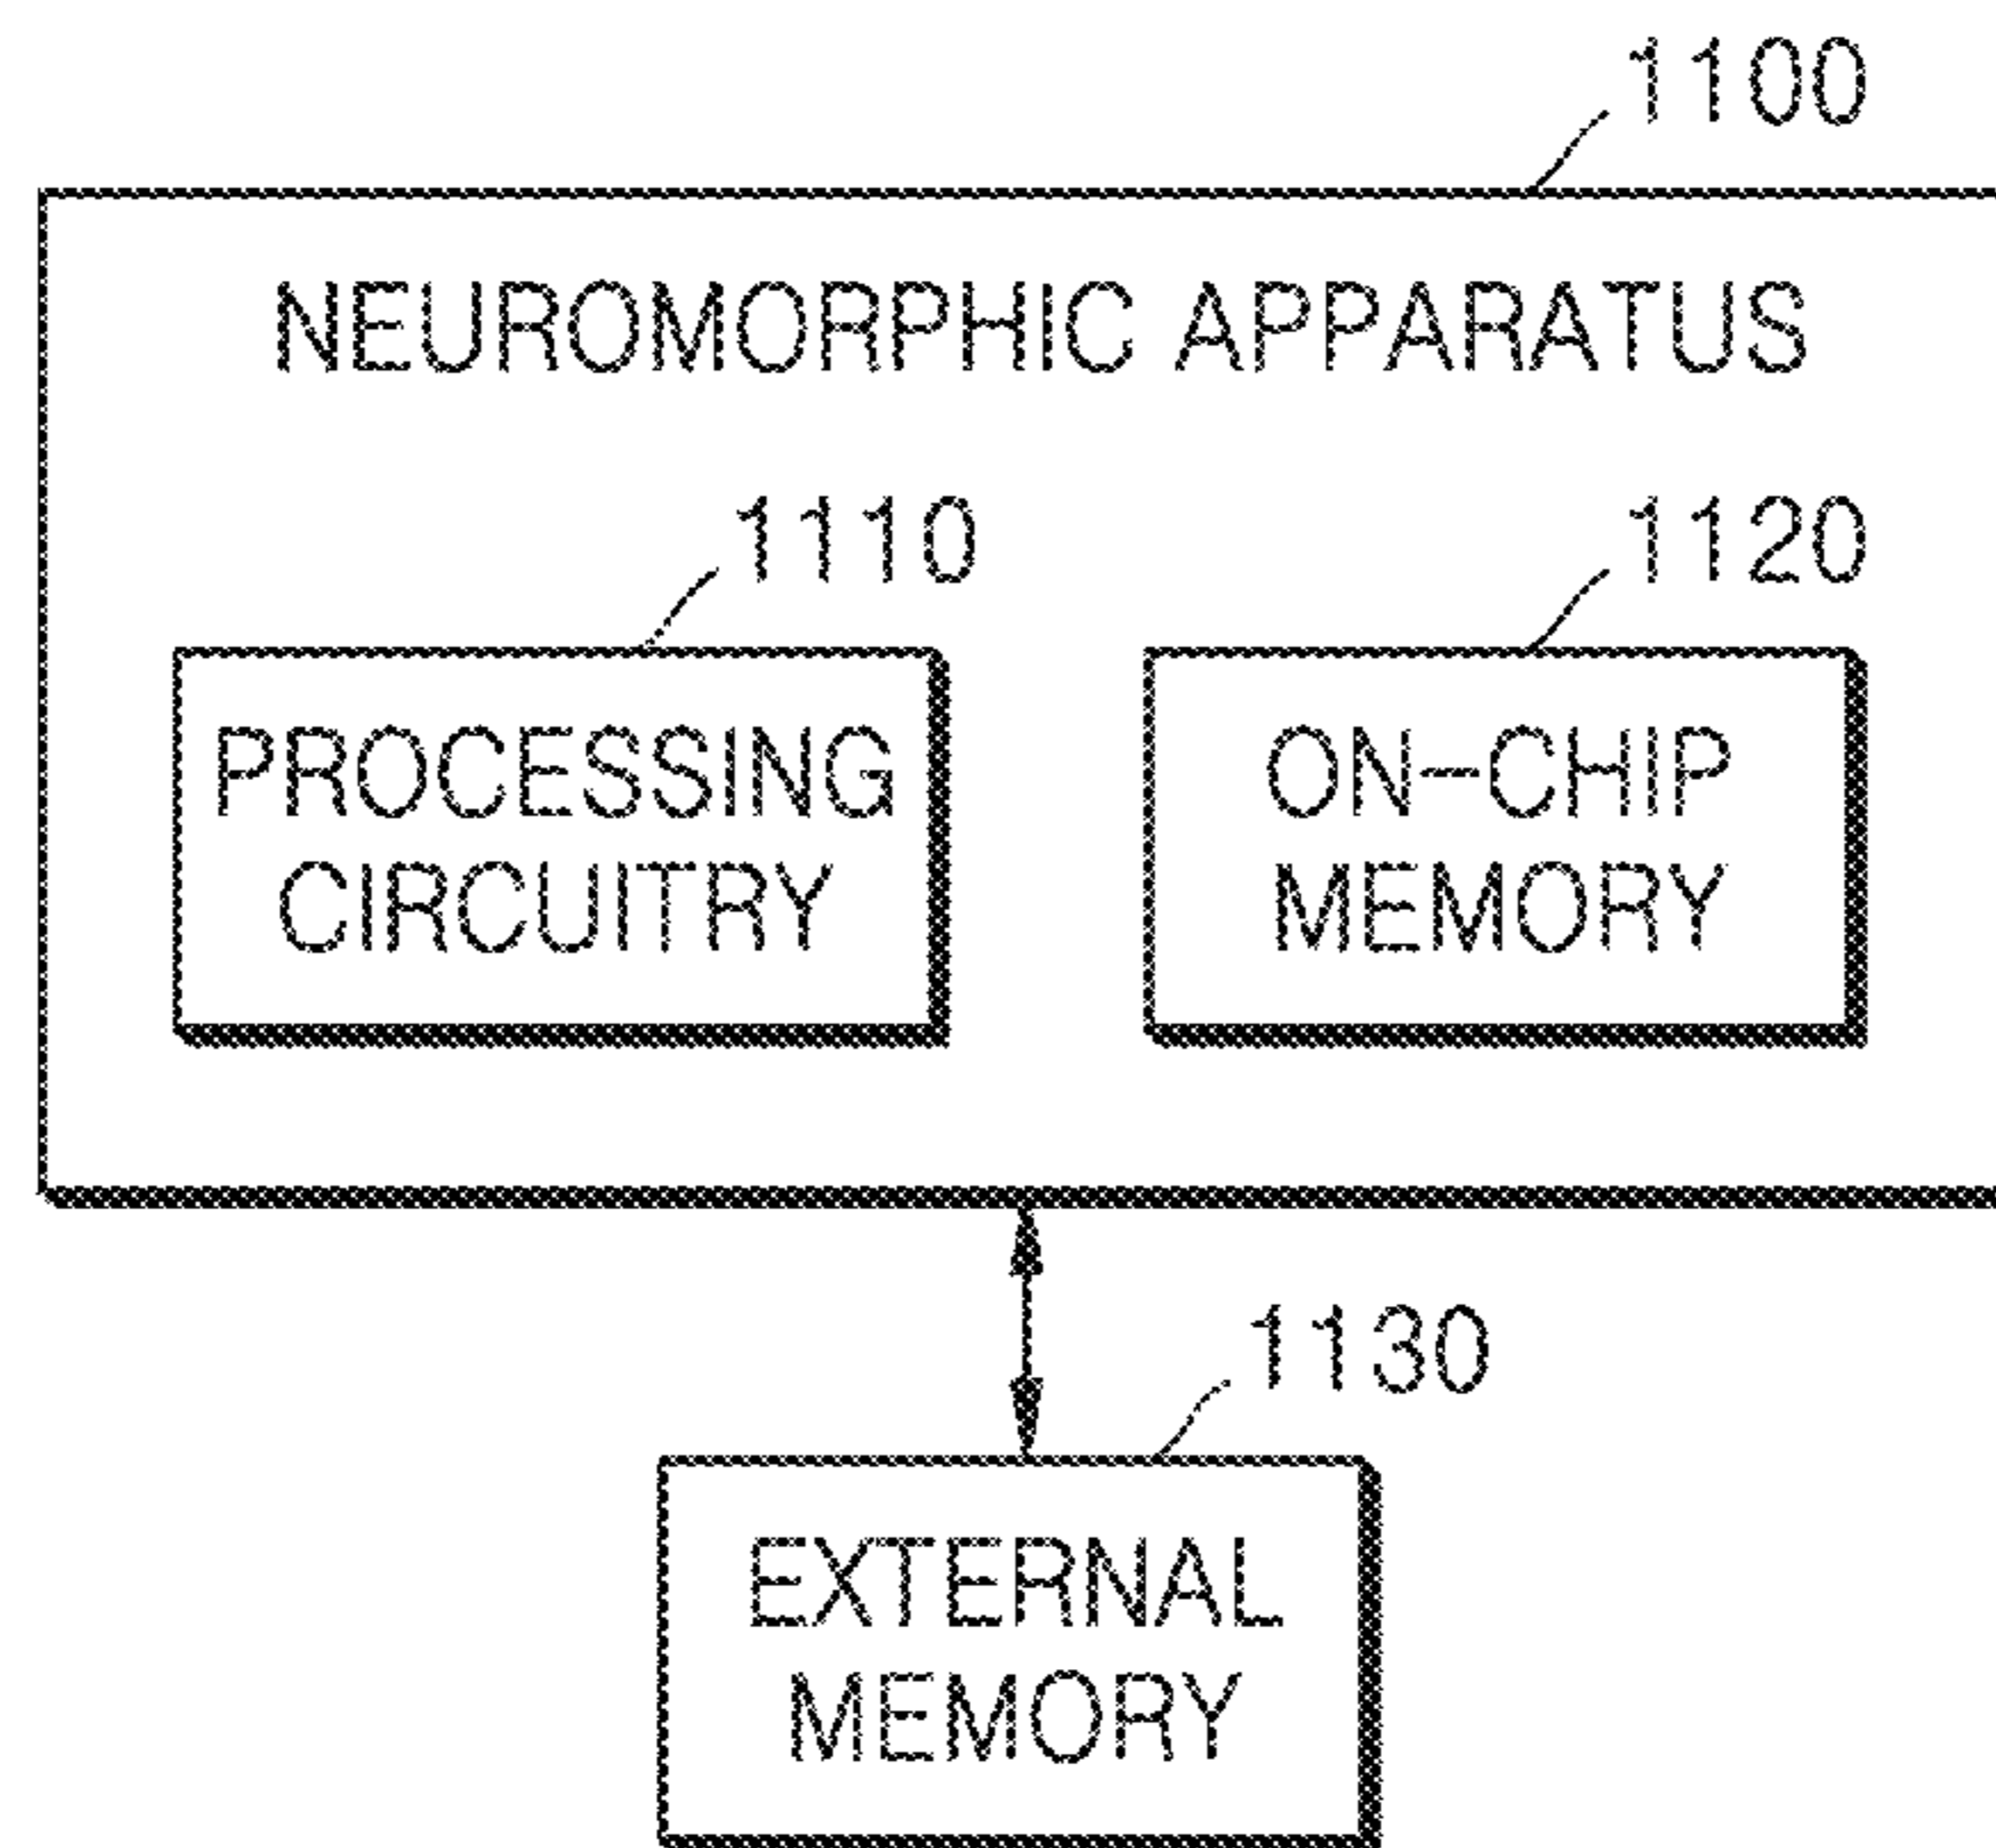 1100
NEUROMORPHIC APPARATUS
1110
1120
PROCESSING
CIRCUITRY
ON-CHIP
MEMORY
1130
EXTERNAL
MEMORY